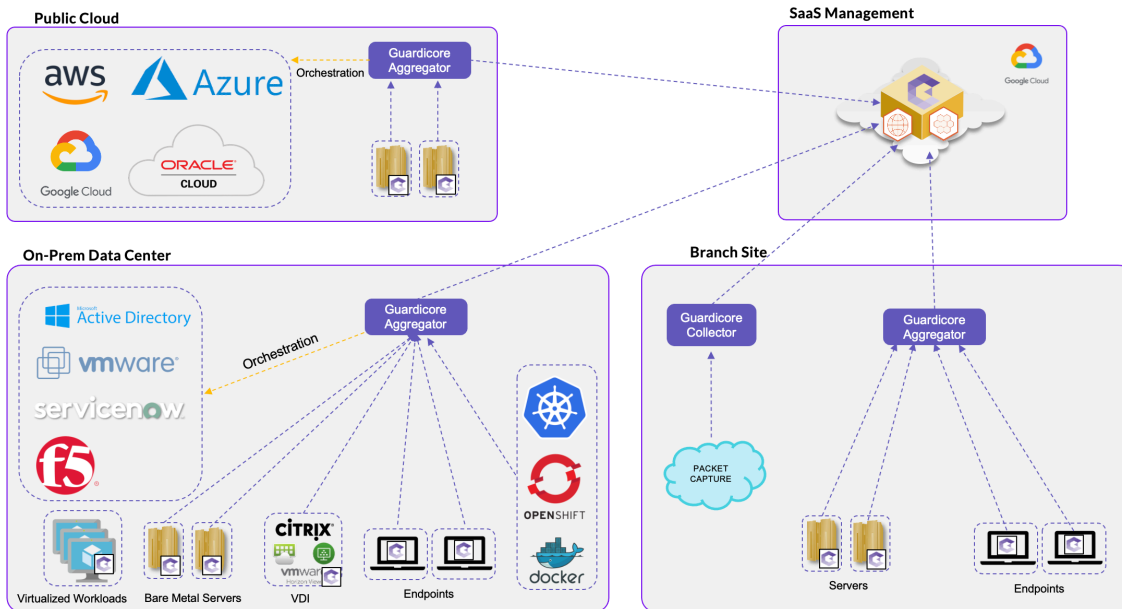 Public Cloud
aws
Azure
Google Cloud
ORACLE®
CLOUD
Orchestration
Guardicore
Aggregator
SaaS Management
Google Cloud
On-Prem Data Center
Microsoft
Active Directory
vmware®
servicenow
f5®
Orchestration
Guardicore
Aggregator
OPENSHIFT
docker
CİTRIX
vmware
Virtualized Workloads
Bare Metal Servers
VDI
Endpoints
Branch Site
Guardicore
Collector
Guardicore
Aggregator
PACKET
CAPTURE
Servers
Endpoints